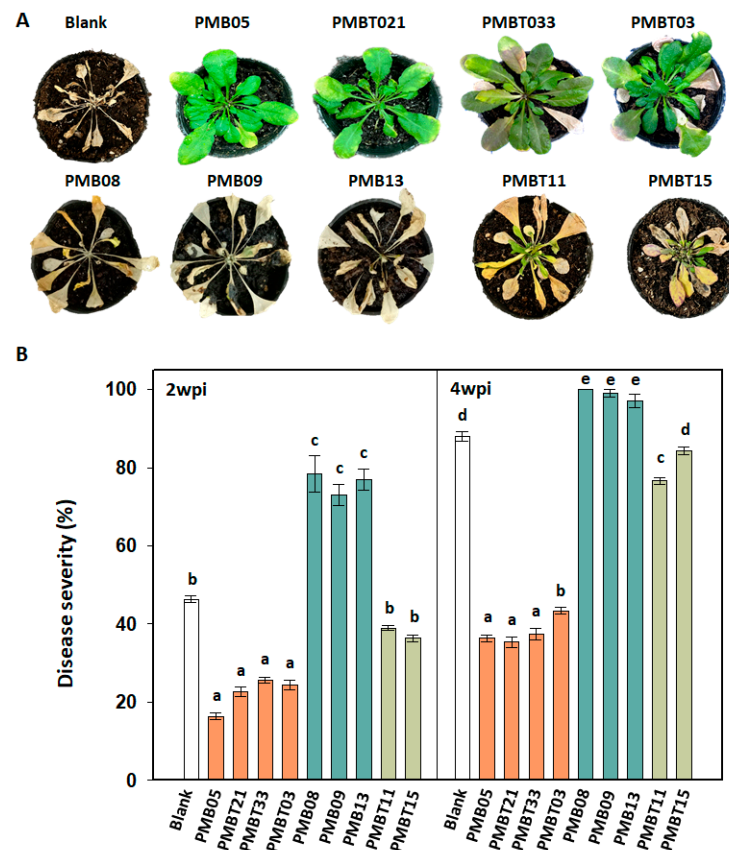 A
Blank PMB05 PMBT021 PMBT033 PMBT03
PMB08 PMB09 PMB13 PMBT11 PMBT15
B
Disease severity (%)
100
80
60
40
20
0
2wpi
b
a
a
a
a
c
c
c
b
b
4wpi
d
a
a
a
b
e
e
e
c
d
Blank PMB05 PMBT21 PMBT33 PMBT03 PMB08 PMB09 PMB13 PMBT11 PMBT15
Blank PMB05 PMBT21 PMBT33 PMBT03 PMB08 PMB09 PMB13 PMBT11 PMBT15